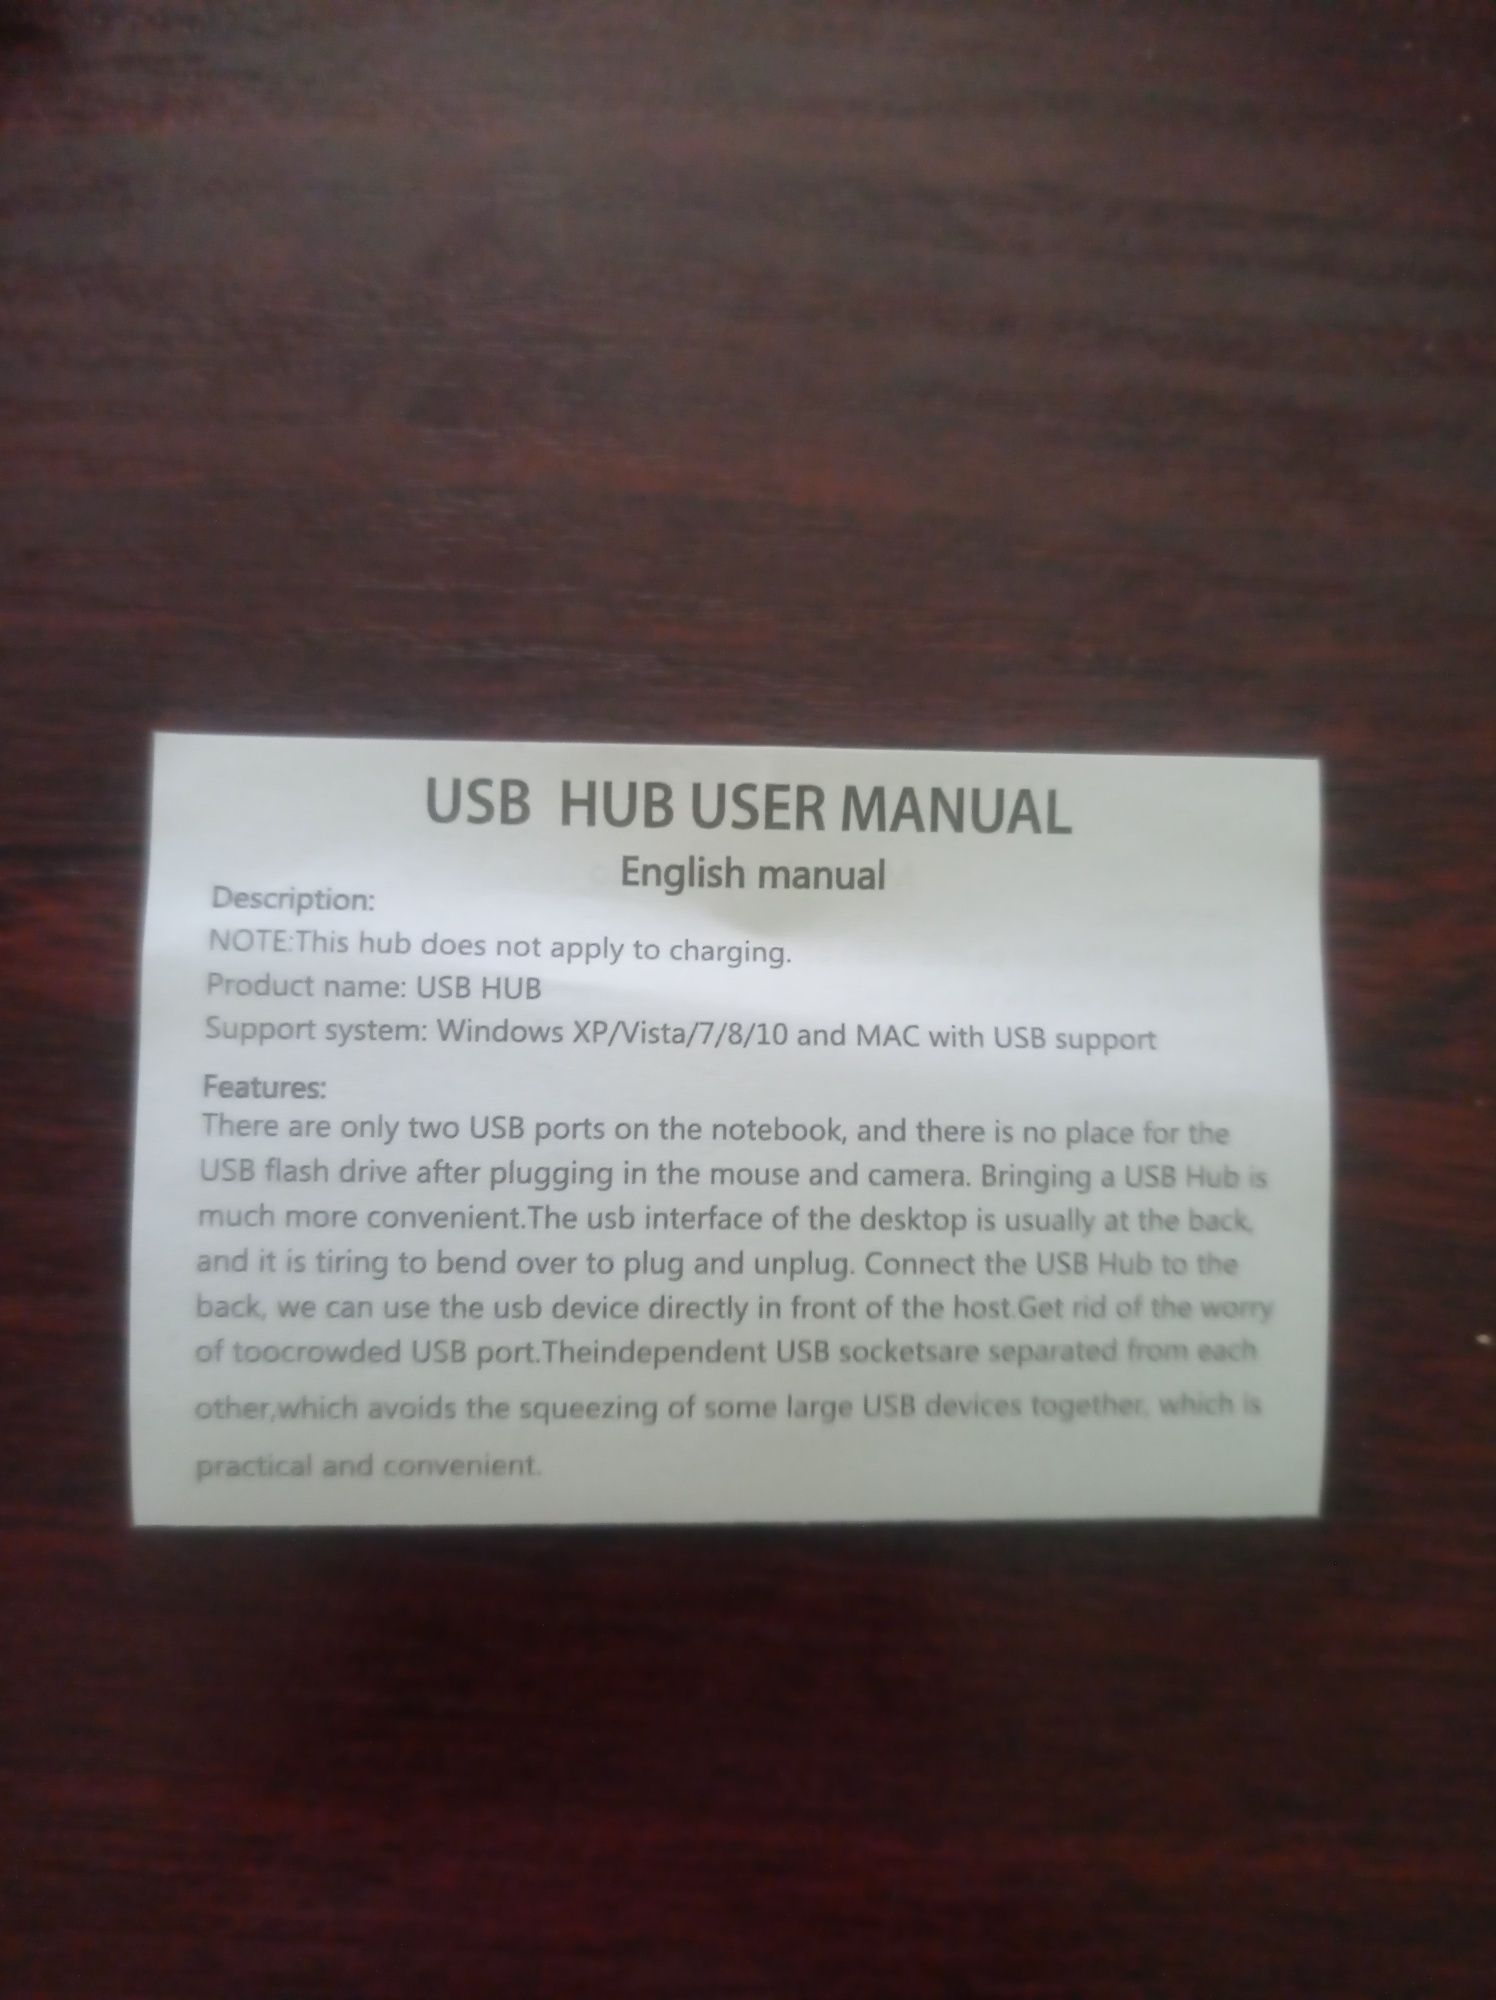 USB HUB USER MANUAL
English manual
Description:
NOTE:This hub does not apply to charging.
Product name: USB HUB
Support system: Windows XP/Vista/7/8/10 and MAC with USB support
Features:
There are only two USB ports on the notebook, and there is no place for the
USB flash drive after plugging in the mouse and camera. Bringing a USB Hub is
much more convenient.The usb interface of the desktop is usually at the back,
and it is tiring to bend over to plug and unplug. Connect the USB Hub to the
back, we can use the usb device directly in front of the host.Get rid of the worry
of toocrowded USB port.Theindependent USB socketsare separated from each
other,which avoids the squeezing of some large USB devices together, which is
practical and convenient.